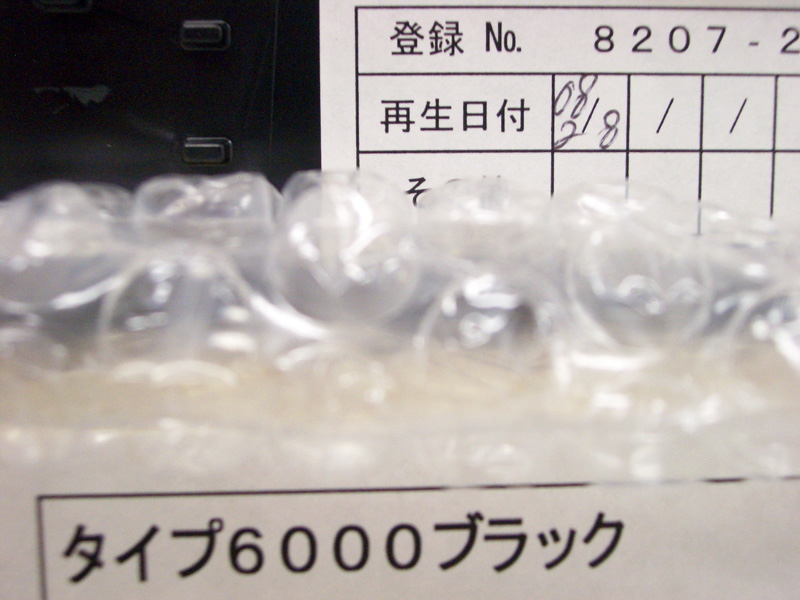 登録 No. 8207-2
再生日付 08 2/8 / /
タイプ6000ブラック